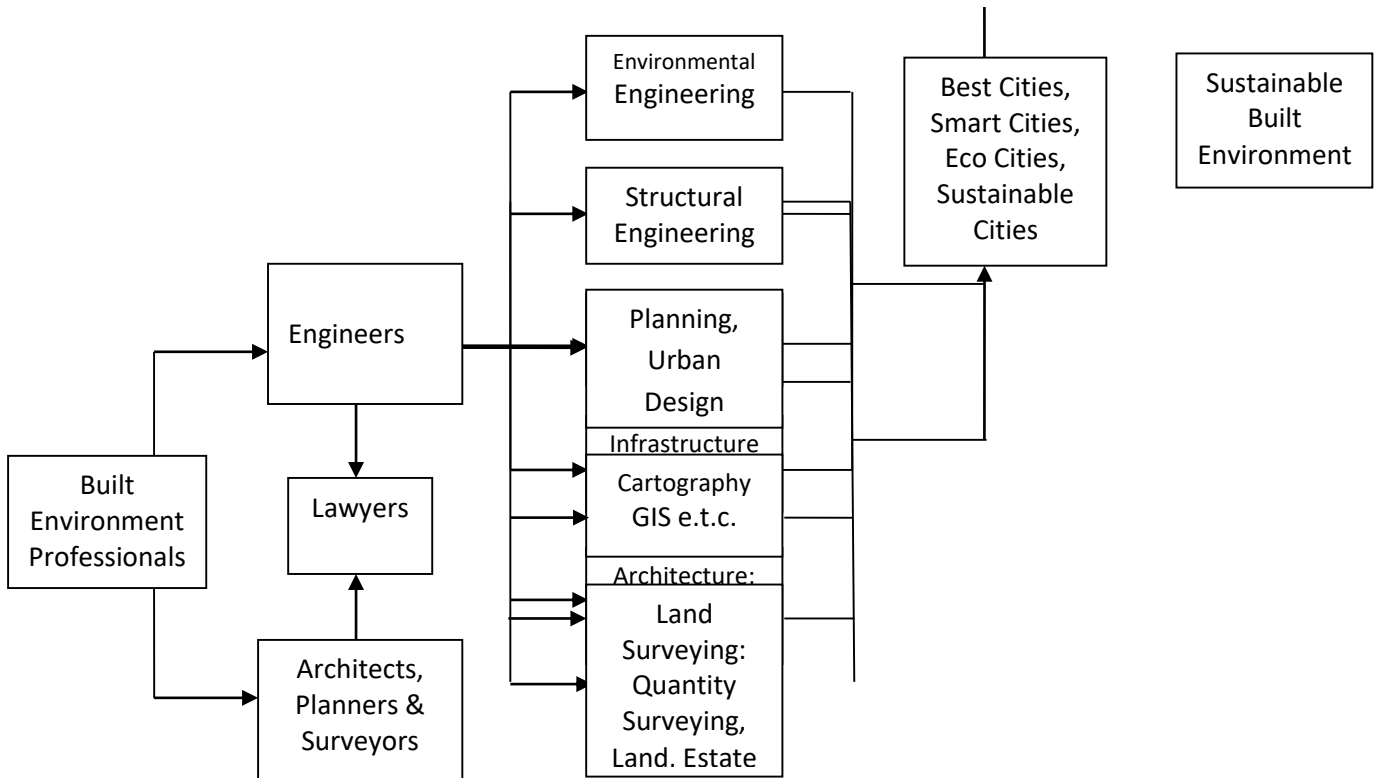 Environmental
Engineering
Best Cities,
Smart Cities,
Eco Cities,
Sustainable
Cities
Sustainable
Built
Environment
Structural
Engineering
Engineers
Planning,
Urban
Design
Infrastructure
Built
Environment
Professionals
Lawyers
Cartography
GIS e.t.c.
Architecture:
Architects,
Planners &
Surveyors
Land
Surveying:
Quantity
Surveying,
Land. Estate